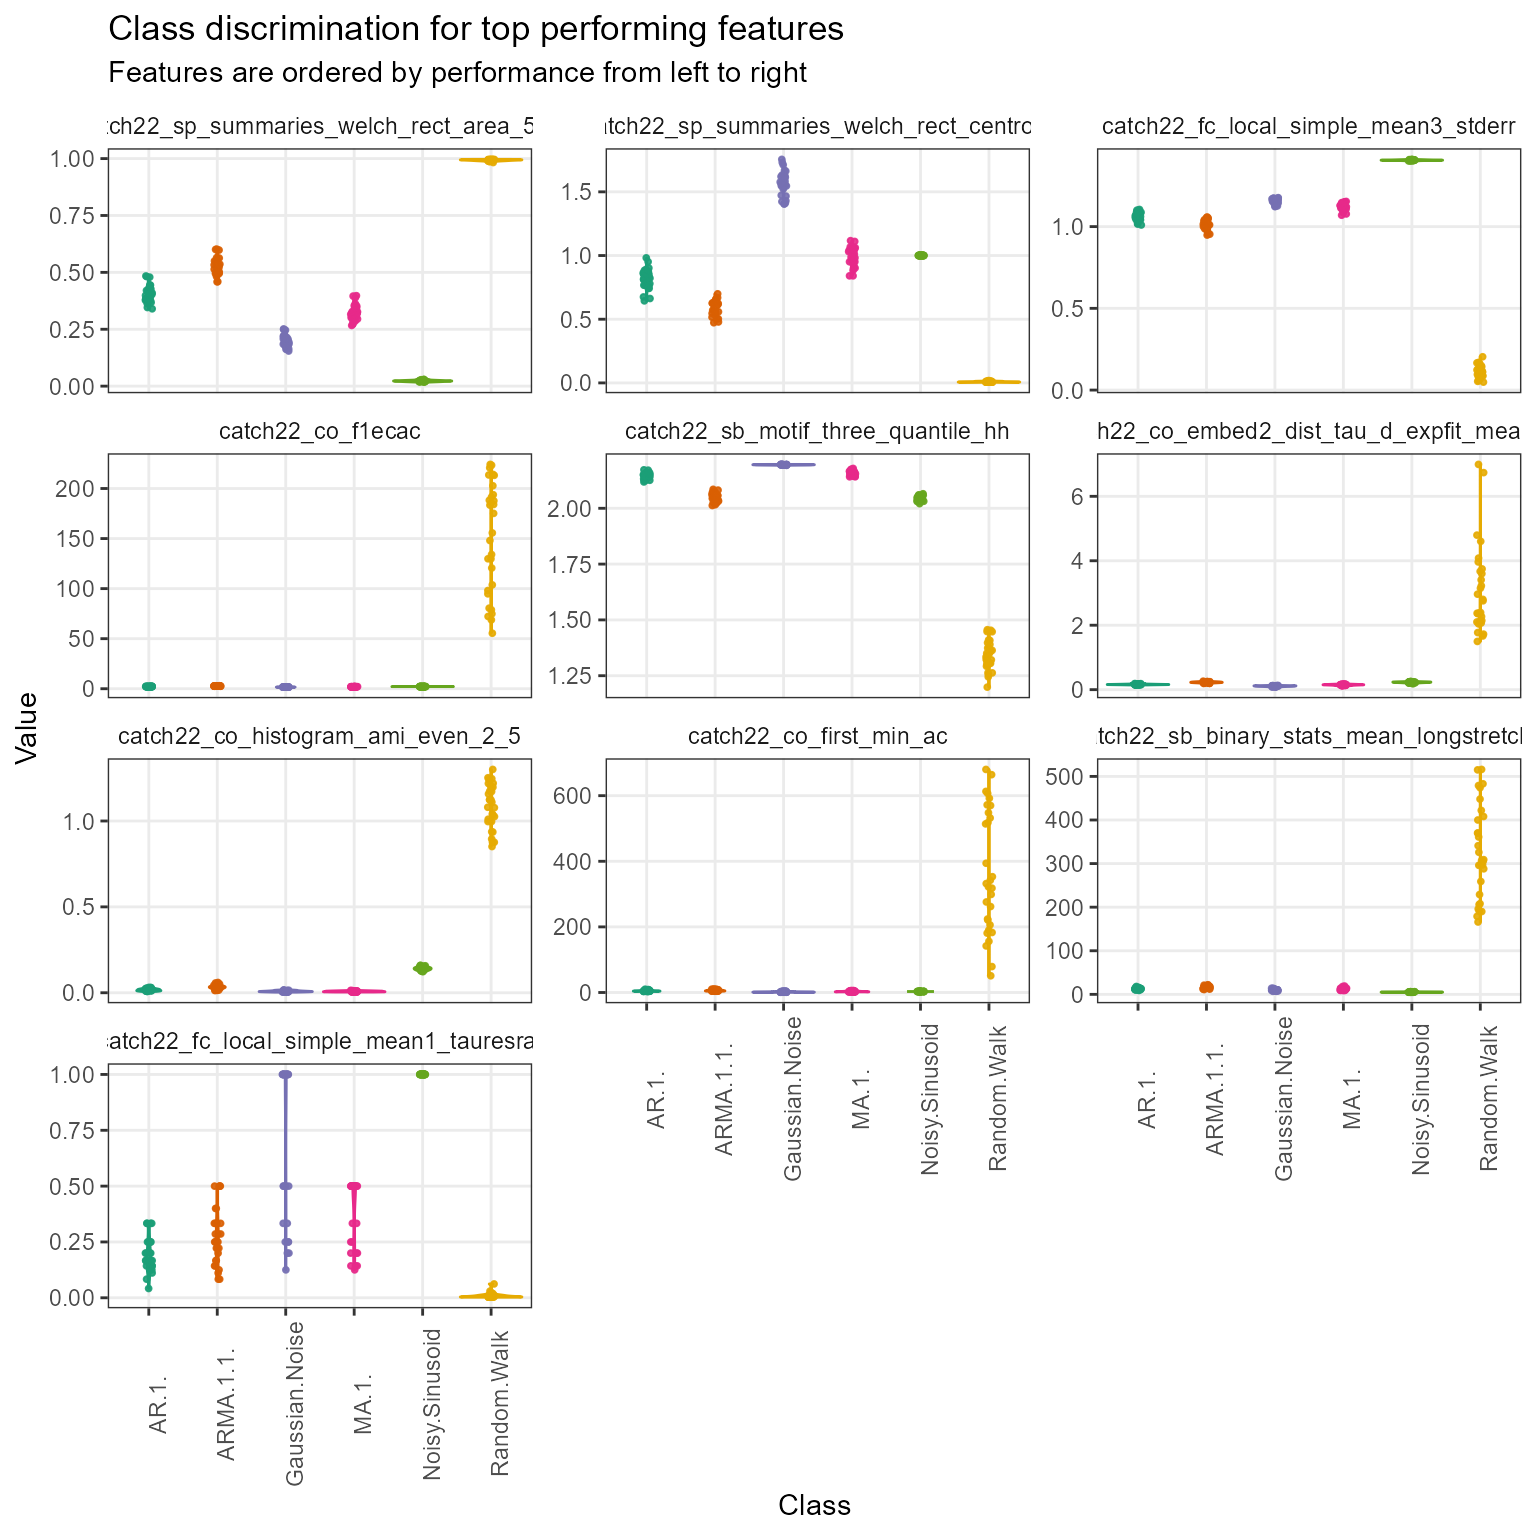 Class discrimination for top performing features
Features are ordered by performance from left to right
tch22_sp_summaries_welch_rect_area_5
atch22_sp_summaries_welch_rect_centro
catch22_fc_local_simple_mean3_stderr
1.00
0.75
0.50
0.25
0.00
1.5
1.0
0.5
0.0
1.0
0.5
0.0
catch22_co_f1ecac
catch22_sb_motif_three_quantile_hh
h22_co_embed2_dist_tau_d_expfit_mea
200
150
100
50
0
2.00
1.75
1.50
1.25
6
4
2
0
Value
catch22_co_histogram_ami_even_2_5
catch22_co_first_min_ac
tch22_sb_binary_stats_mean_longstretch
1.0
0.5
0.0
600
400
200
0
500
400
300
200
100
0
AR.1.
ARMA.1.1.
Gaussian.Noise
MA.1.
Noisy.Sinusoid
Random.Walk
AR.1.
ARMA.1.1.
Gaussian.Noise
MA.1.
Noisy.Sinusoid
Random.Walk
catch22_fc_local_simple_mean1_tauresra
1.00
0.75
0.50
0.25
0.00
AR.1.
ARMA.1.1.
Gaussian.Noise
MA.1.
Noisy.Sinusoid
Random.Walk
Class